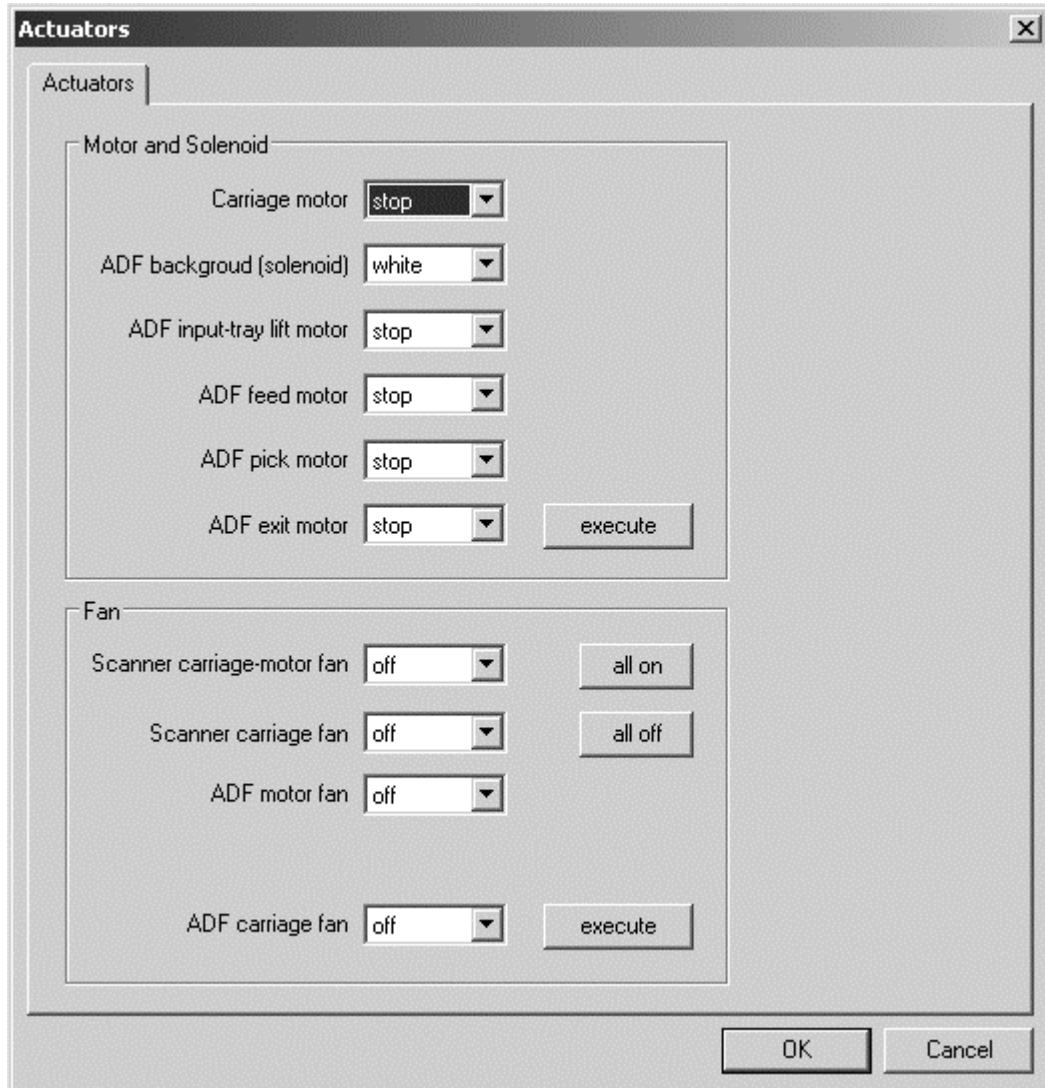 Actuators
Actuators
Motor and Solenoid
Carriage motor stop
ADF backgroud (solenoid) white
ADF input-tray lift motor stop
ADF feed motor stop
ADF pick motor stop
ADF exit motor stop execute
Fan
Scanner carriage-motor fan off all on
Scanner carriage fan off all off
ADF motor fan off
ADF carriage fan off execute
OK Cancel